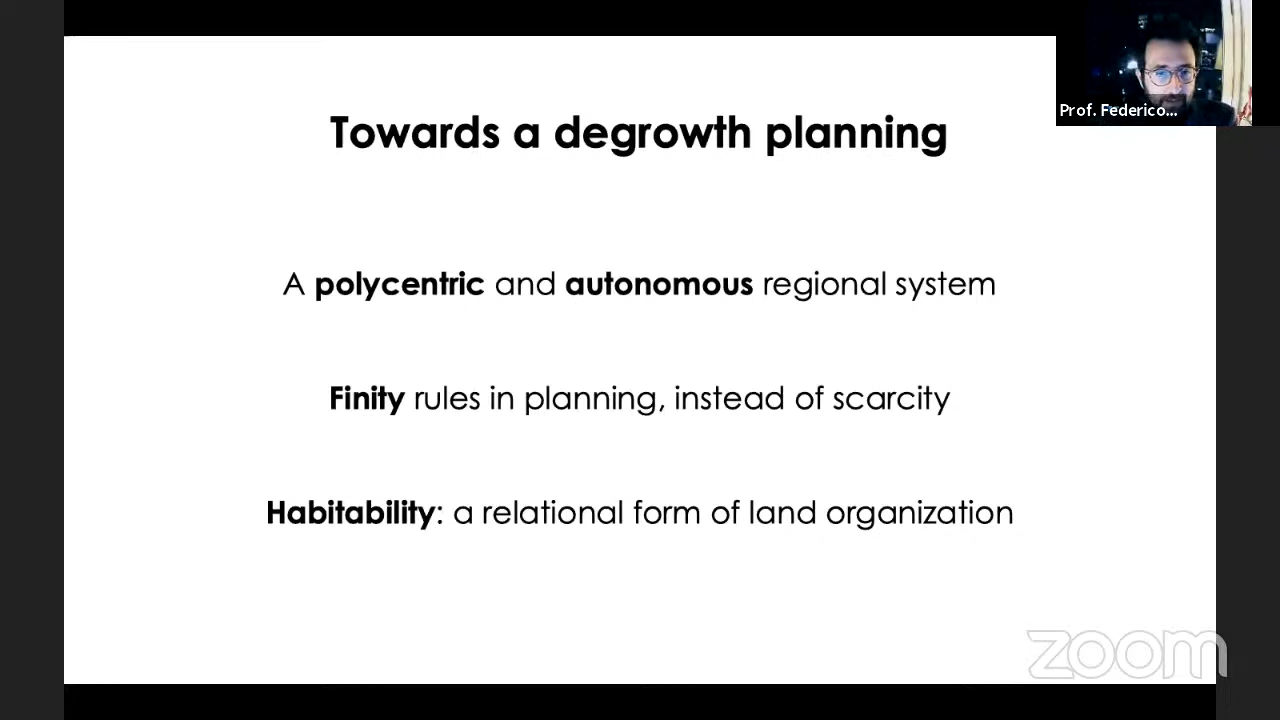 Prof. Federico...
Towards a degrowth planning
A polycentric and autonomous regional system
Finity rules in planning, instead of scarcity
Habitability: a relational form of land organization
zoom